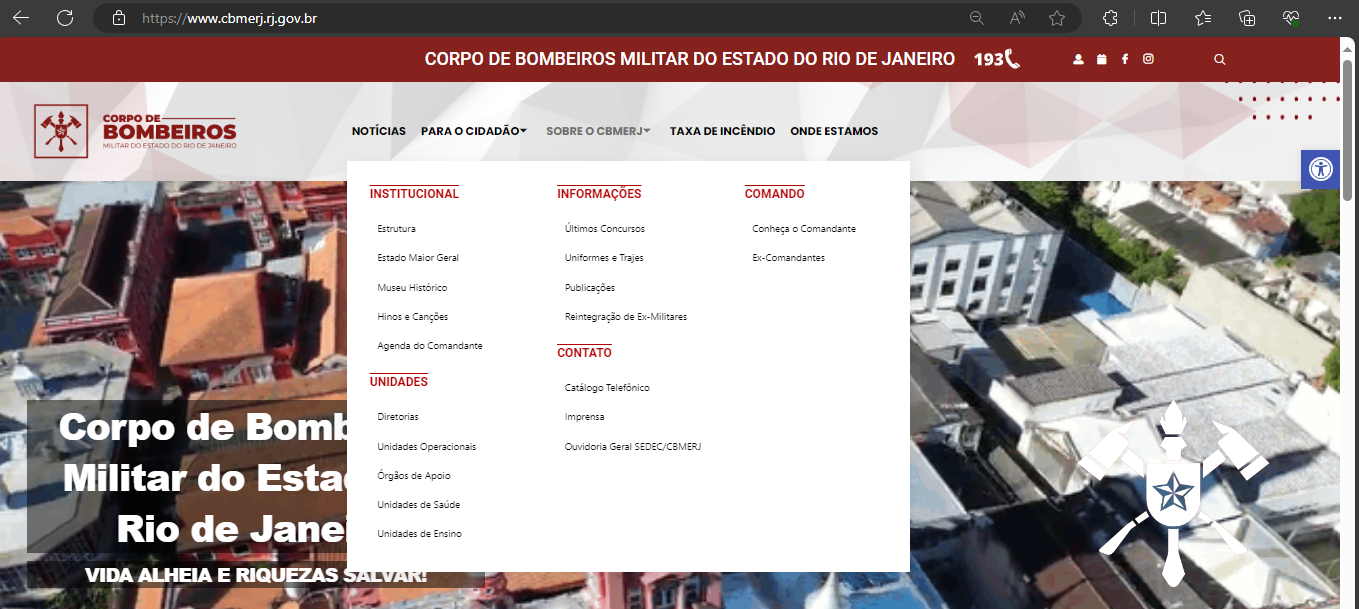 https://www.cbmerj.rj.gov.br
CORPO DE BOMBEIROS MILITAR DO ESTADO DO RIO DE JANEIRO 193
CORPO DE
BOMBEIROS
MILITAR DO ESTADO DO RIO DE JANEIRO
NOTÍCIAS PARA O CIDADÃO SOBRE O CBMERJ TAXA DE INCÊNDIO ONDE ESTAMOS
INSTITUCIONAL
Estrutura
Estado Maior Geral
Museu Histórico
Hinos e Canções
Agenda do Comandante
UNIDADES
Diretorias
Unidades Operacionais
Órgãos de Apoio
Unidades de Saúde
Unidades de Ensino
INFORMAÇÕES
Últimos Concursos
Uniformes e Trajes
Publicações
Reintegração de Ex-Militares
CONTATO
Catálogo Telefônico
Imprensa
Ouvidoria Geral SEDEC/CBMERJ
COMANDO
Conheça o Comandante
Ex-Comandantes
Corpo de Bomb
Militar do Esta
Rio de Janei
VIDA ALHEIA E RIQUEZAS SALVAR!